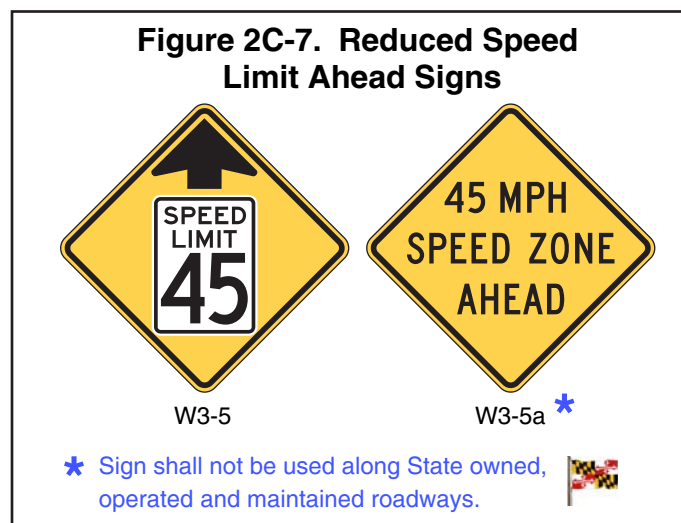 Figure 2C-7. Reduced Speed
Limit Ahead Signs
SPEED
LIMIT
45
45 MPH
SPEED ZONE
AHEAD
W3-5
W3-5a *
* Sign shall not be used along State owned,
operated and maintained roadways.